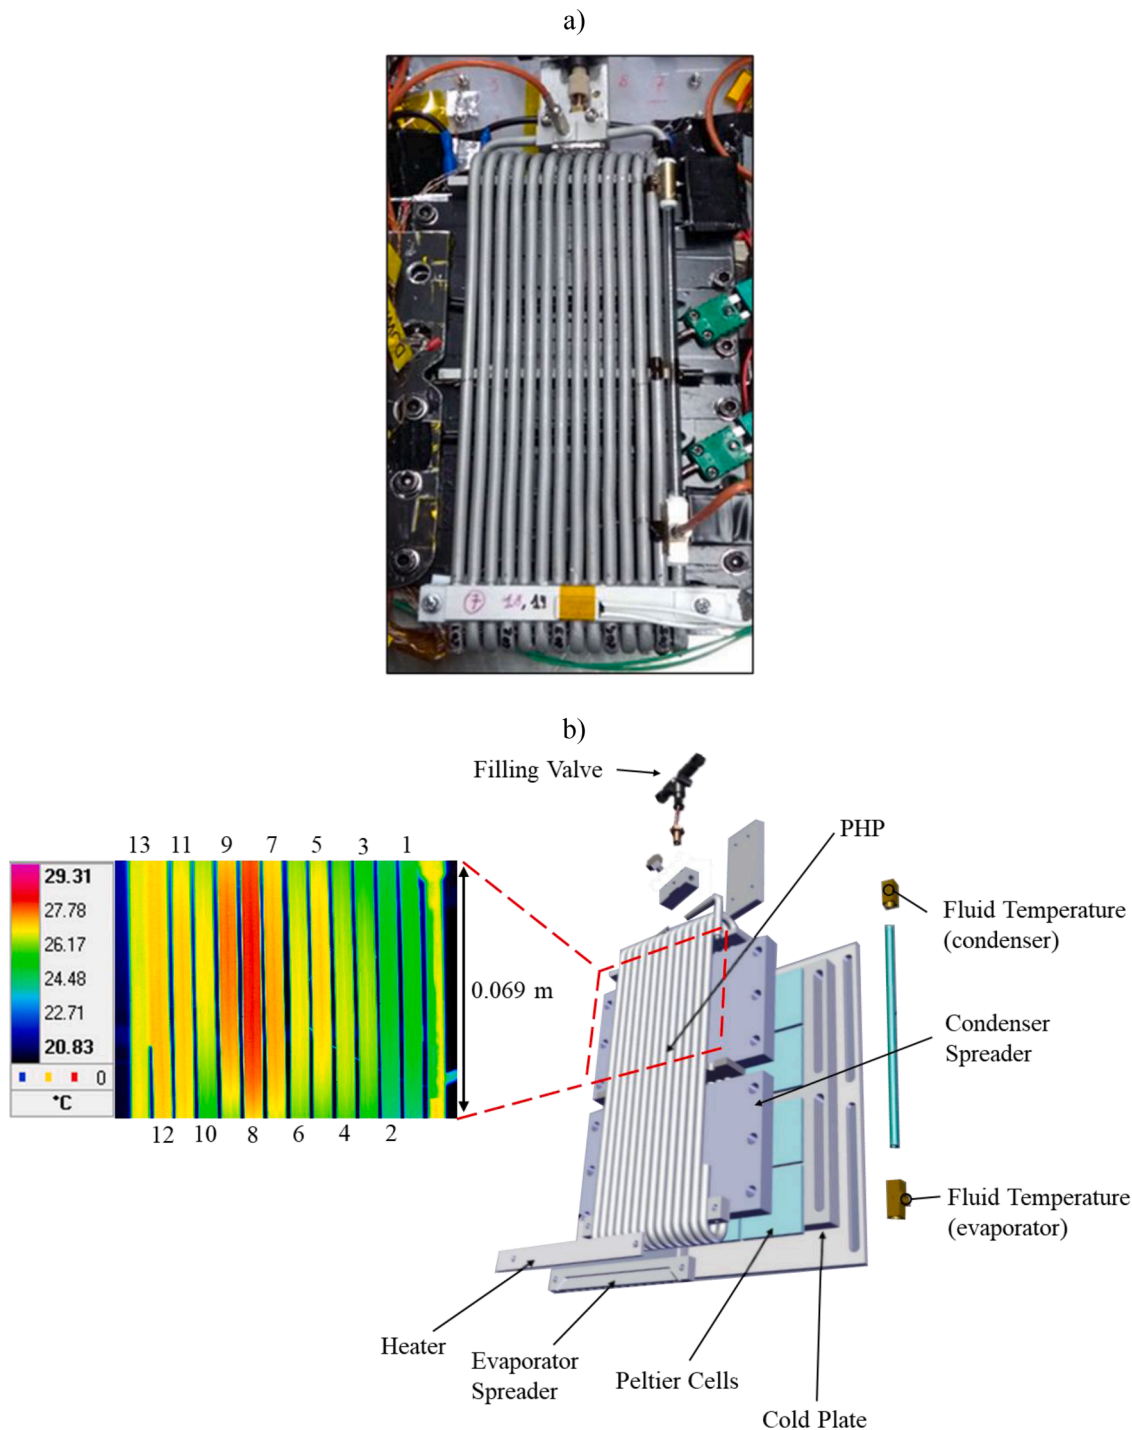 a)
7
b)
Filling Valve
PHP
13 11 9 7 5 3 1
29.31
27.78
26.17
24.48
22.71
20.83
0
°C
0.069 m
12 10 8 6 4 2
Fluid Temperature
(condenser)
Condenser
Spreader
Fluid Temperature
(evaporator)
Heater
Evaporator
Spreader
Peltier Cells
Cold Plate